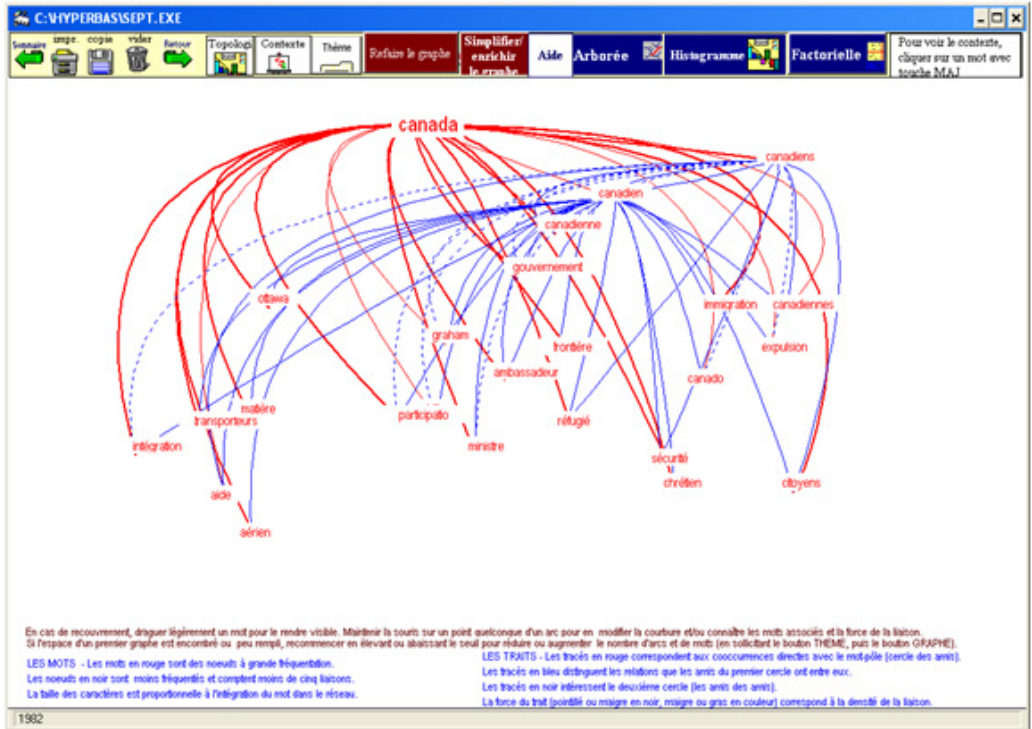 C:\HYPERBAS\SEPT.EXE
Sommaire
impr.
copie
vider
Retour
Topologi
Contexte
Thème
Refaire le graphe
Simplifier/
enrichir
le graphe
Aide
Arborée
Histogramme
Factorielle
Pour voir le contexte,
cliquer sur un mot avec
touche MAJ
canada
canadiens
canadien
canadienne
gouvernement
ottawa
immigration
canadiennes
graham
frontière
expulsion
ambassadeur
canado
matière
participatio
transporteurs
réfugié
intégration
ministre
sécurité
chrétien
citoyens
aide
aérien
En cas de recouvrement, draguer légèrement un mot pour le rendre visible. Maintenir la souris sur un point quelconque d'un arc pour en modifier la courbure et/ou connaître les mots associés et la force de la liaison.
Si l'espace d'un premier graphe est encombré ou peu rempli, recommencer en élevant ou abaissant le seuil pour réduire ou augmenter le nombre d'arcs et de mots (en sollicitant le bouton THEME, puis le bouton GRAPHE).
LES MOTS - Les mots en rouge sont des noeuds à grande fréquentation.
Les noeuds en noir sont moins fréquentés et comptent moins de cinq liaisons.
La taille des caractères est proportionnelle à l'intégration du mot dans le réseau.
LES TRAITS - Les tracés en rouge correspondent aux cooccurrences directes avec le mot-pôle (cercle des amis).
Les tracés en bleu distinguent les relations que les amis du premier cercle ont entre eux.
Les tracés en noir intéressent le deuxième cercle (les amis des amis).
La force du trait (pointillé ou maigre en noir, maigre ou gras en couleur) correspond à la densité de la liaison.
1982